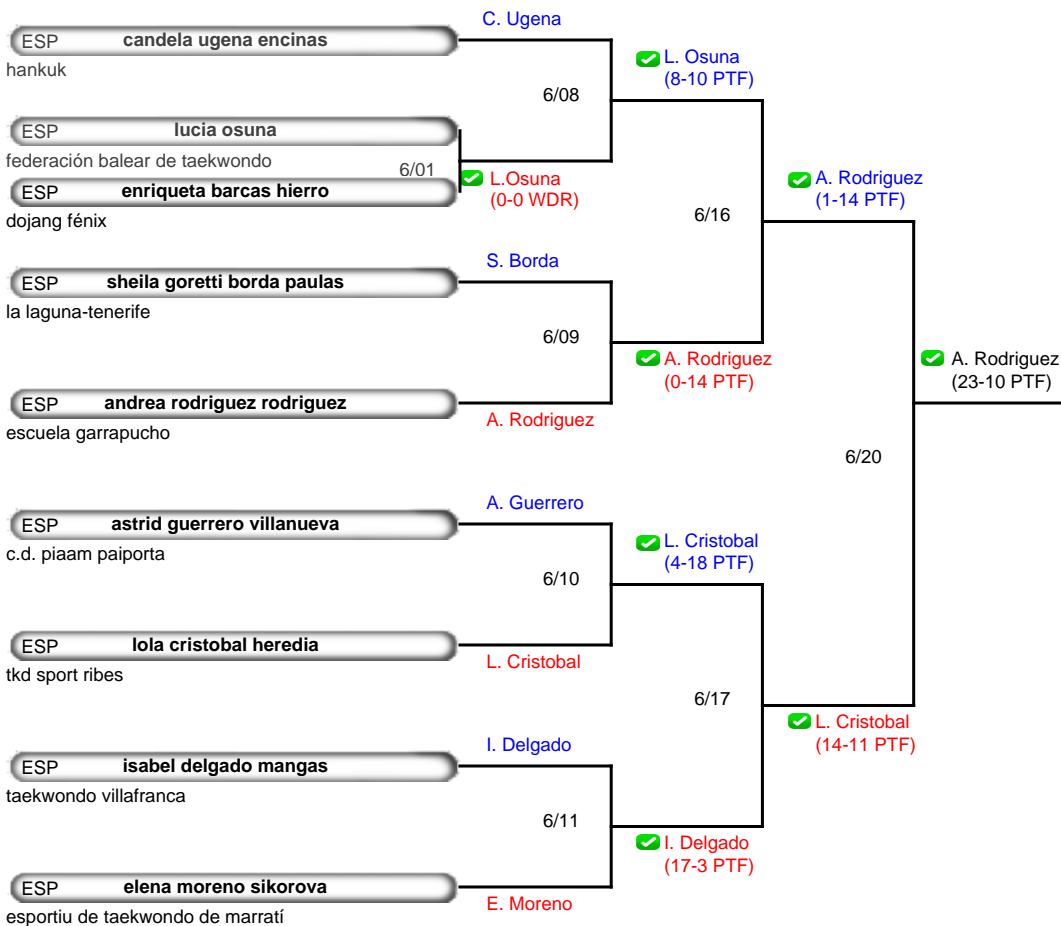 C. Ugena
ESP candela ugena encinas
hankuk
L. Osuna
(8-10 PTF)
6/08
ESP lucia osuna
federación balear de taekwondo
6/01
L.Osuna
(0-0 WDR)
ESP enriqueta barcas hierro
dojang fénix
A. Rodriguez
(1-14 PTF)
6/16
S. Borda
ESP sheila goretti borda paulas
la laguna-tenerife
6/09
A. Rodriguez
(0-14 PTF)
A. Rodriguez
(23-10 PTF)
ESP andrea rodriguez rodriguez
escuela garrapucho
A. Rodriguez
6/20
A. Guerrero
ESP astrid guerrero villanueva
c.d. piaam paiporta
L. Cristobal
(4-18 PTF)
6/10
ESP lola cristobal heredia
tkd sport ribes
L. Cristobal
6/17
L. Cristobal
(14-11 PTF)
I. Delgado
ESP isabel delgado mangas
taekwondo villafranca
6/11
I. Delgado
(17-3 PTF)
ESP elena moreno sikorova
esportiu de taekwondo de marratí
E. Moreno